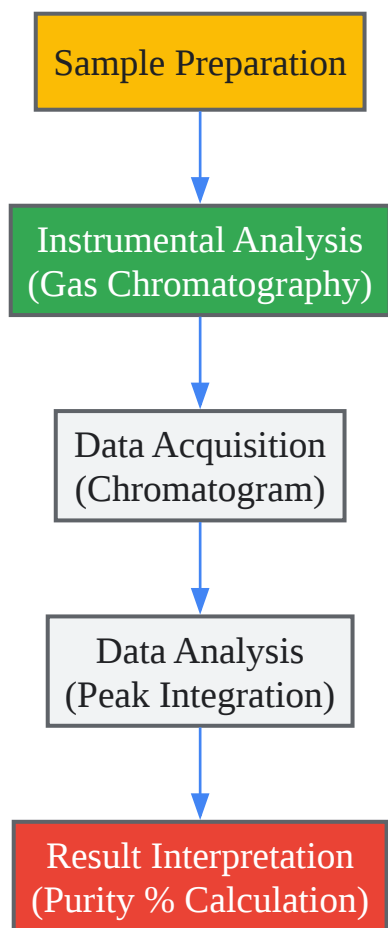 Sample Preparation
Instrumental Analysis
(Gas Chromatography)
Data Acquisition
(Chromatogram)
Data Analysis
(Peak Integration)
Result Interpretation
(Purity % Calculation)